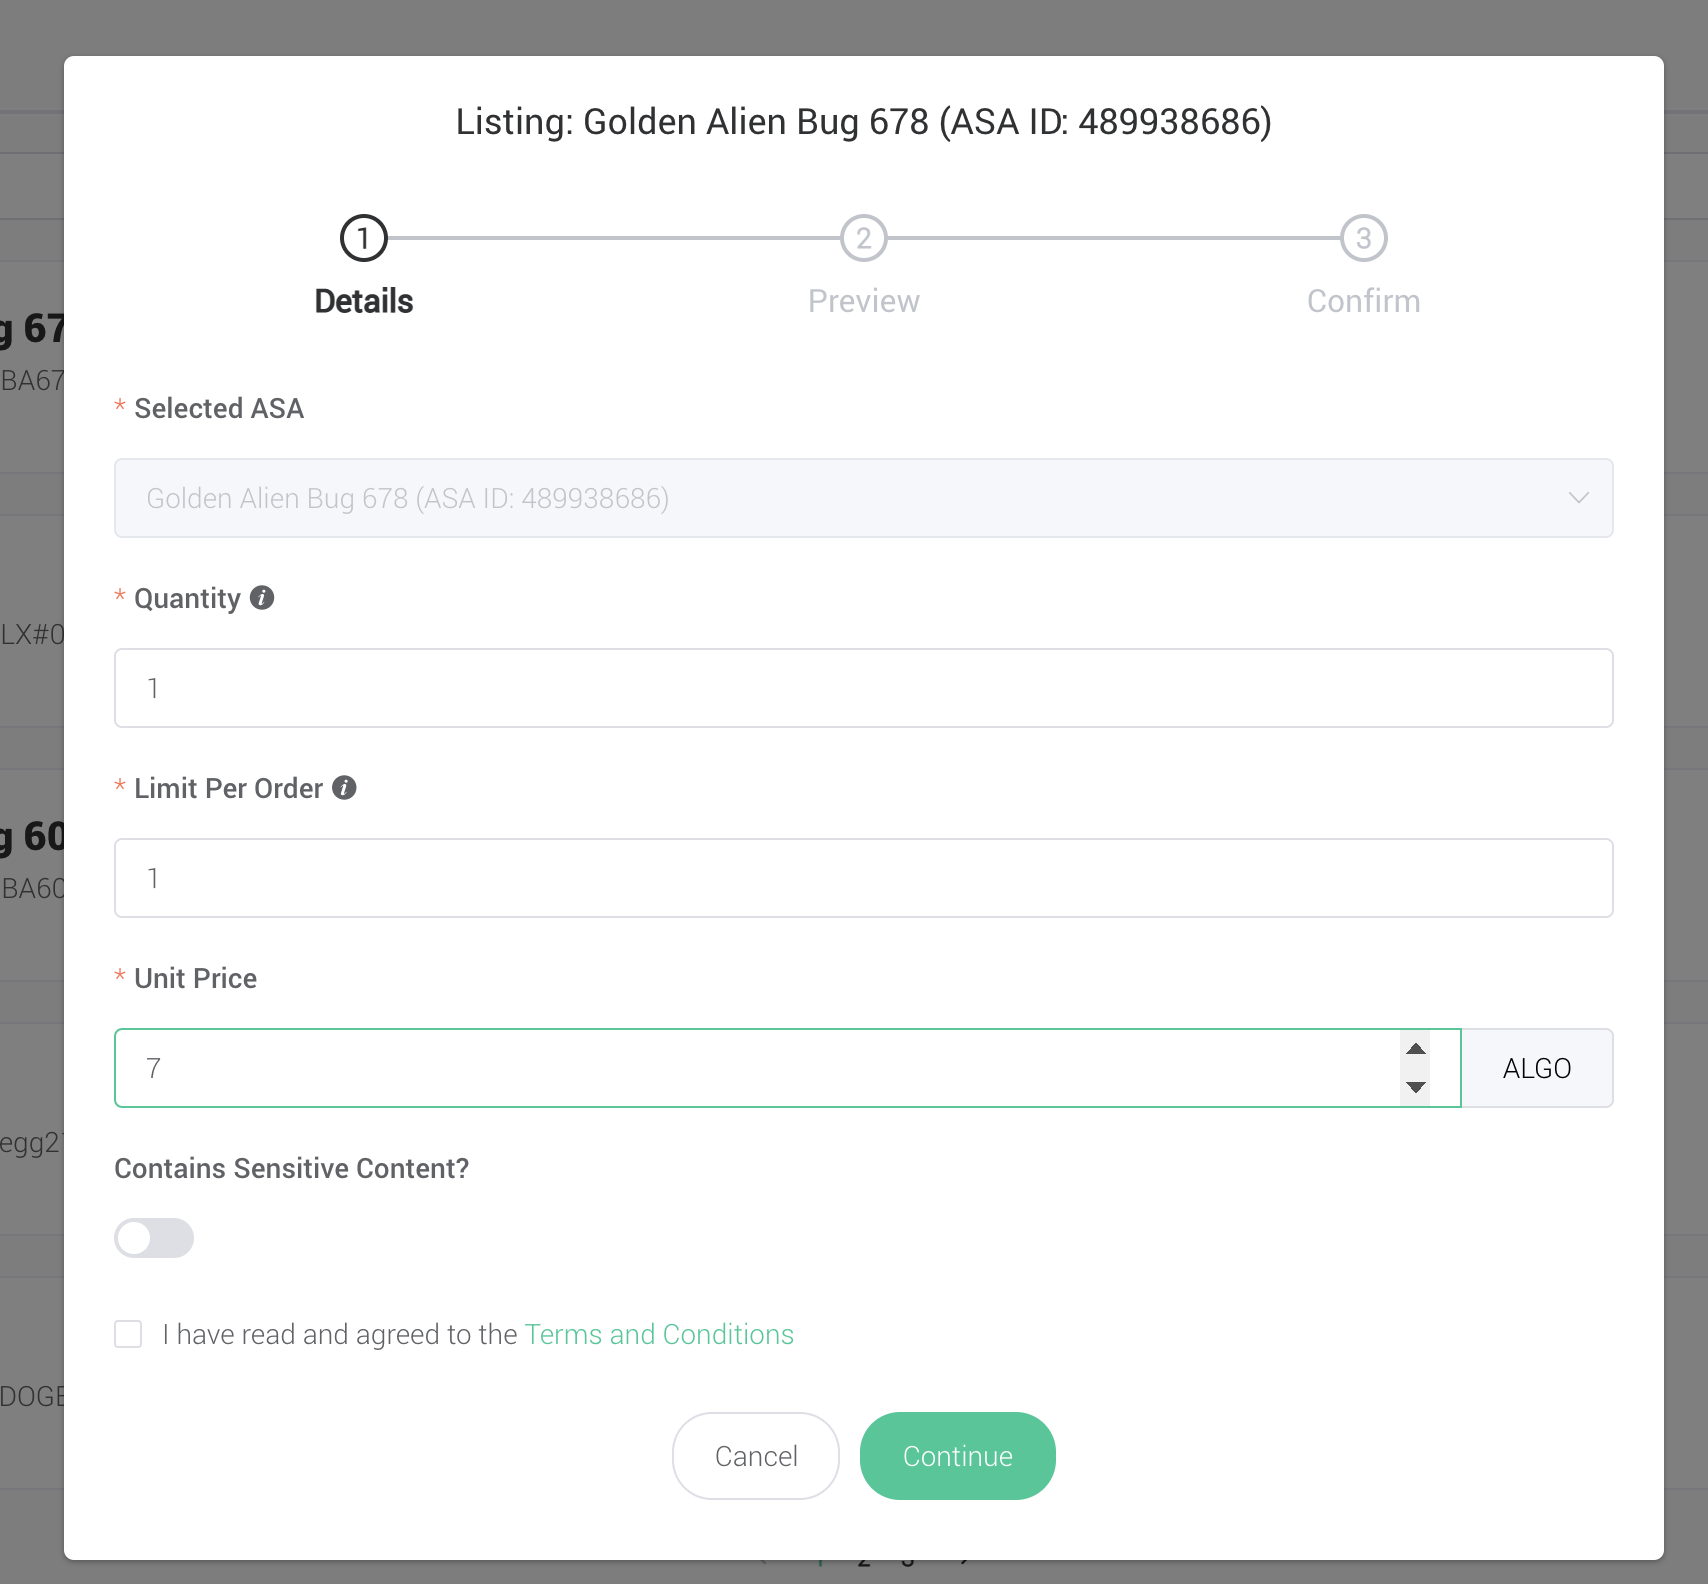 Listing: Golden Alien Bug 678 (ASA ID: 489938686)
1
2
3
Details
Preview
Confirm
g 67
BA67
* Selected ASA
Golden Alien Bug 678 (ASA ID: 489938686)
* Quantity i
LX#0
1
* Limit Per Order i
g 60
1
BA60
* Unit Price
7
ALGO
egg2
Contains Sensitive Content?
I have read and agreed to the Terms and Conditions
DOGE
Cancel
Continue